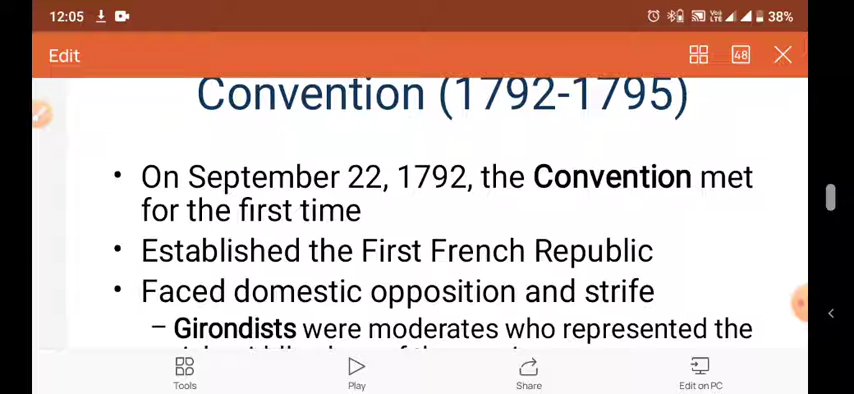 12:05 38%
Edit 48
Convention (1792-1795)
• On September 22, 1792, the Convention met
for the first time
• Established the First French Republic
• Faced domestic opposition and strife
– Girondists were moderates who represented the
Tools Play Share Edit on PC